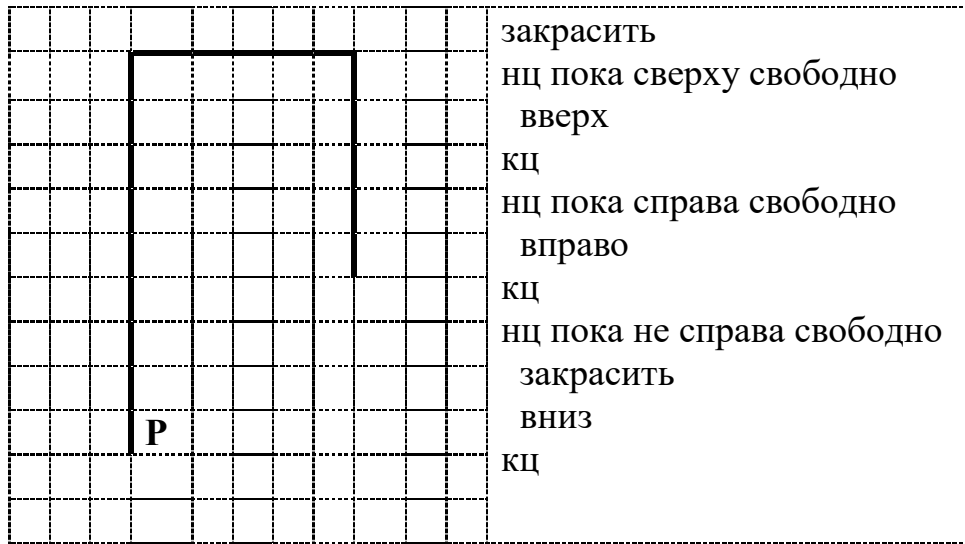 закрасить
нц пока сверху свободно
вверх
кц
нц пока справа свободно
вправо
кц
нц пока не справа свободно
закрасить
вниз
кц
Р